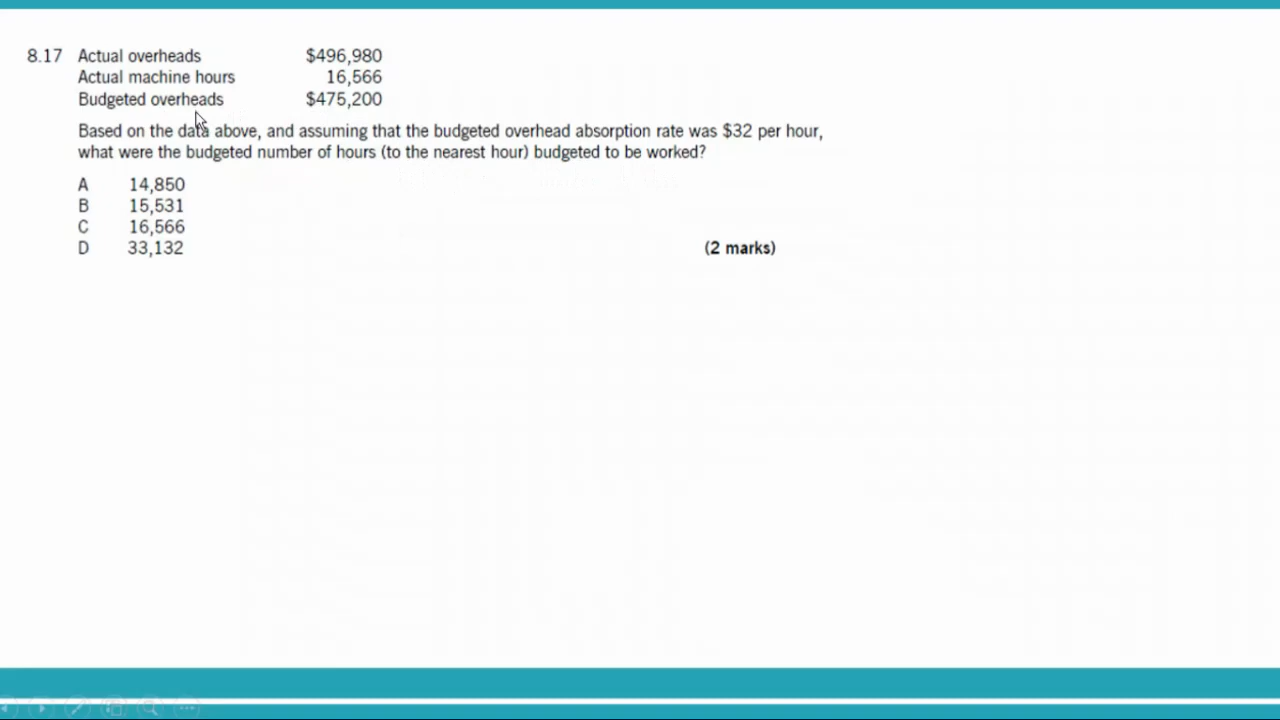 8.17 Actual overheads $496,980
Actual machine hours 16,566
Budgeted overheads $475,200
Based on the data above, and assuming that the budgeted overhead absorption rate was $32 per hour,
what were the budgeted number of hours (to the nearest hour) budgeted to be worked?
A 14,850
B 15,531
C 16,566
D 33,132
(2 marks)